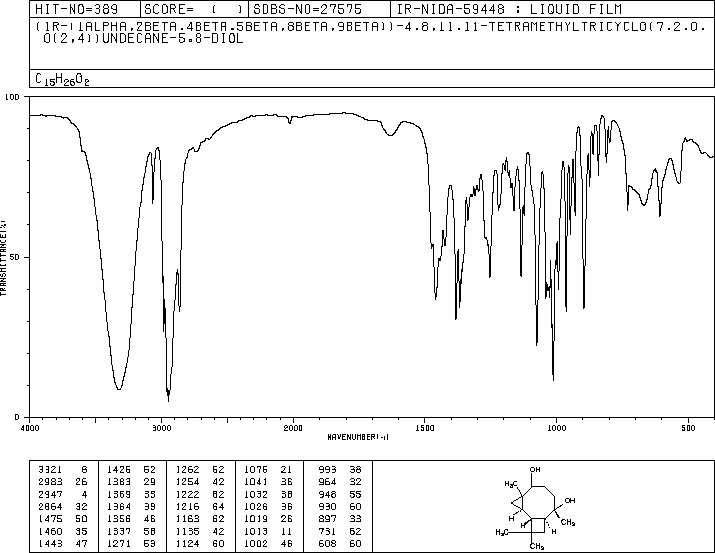 HIT-NO=389 SCORE= ( ) SDBS-NO=27575 IR-NIDA-59448 : LIQUID FILM
(1R-(1ALPHA,2BETA,4BETA,5BETA,8BETA,9BETA))-4,8,11,11-TETRAMETHYLTRICYCLO(7.2.0.
0(2,4))UNDECANE-5,8-DIOL
C15H26O2
100
50
0
TRANSMITTANCE(%)
4000 3000 2000 1500 1000 500
WAVENUMBER(-1)
3321 8 1426 52 1262 62 1076 21 993 38
2983 26 1383 29 1254 42 1041 36 964 32
2947 4 1369 35 1222 62 1032 38 948 55
2864 32 1364 39 1216 64 1026 36 930 60
1475 50 1356 46 1163 62 1019 26 897 33
1460 35 1337 58 1135 42 1013 11 731 62
1443 47 1271 53 1124 60 1002 46 608 60
OH
H3C
OH
CH3
H
H
H3C
CH3